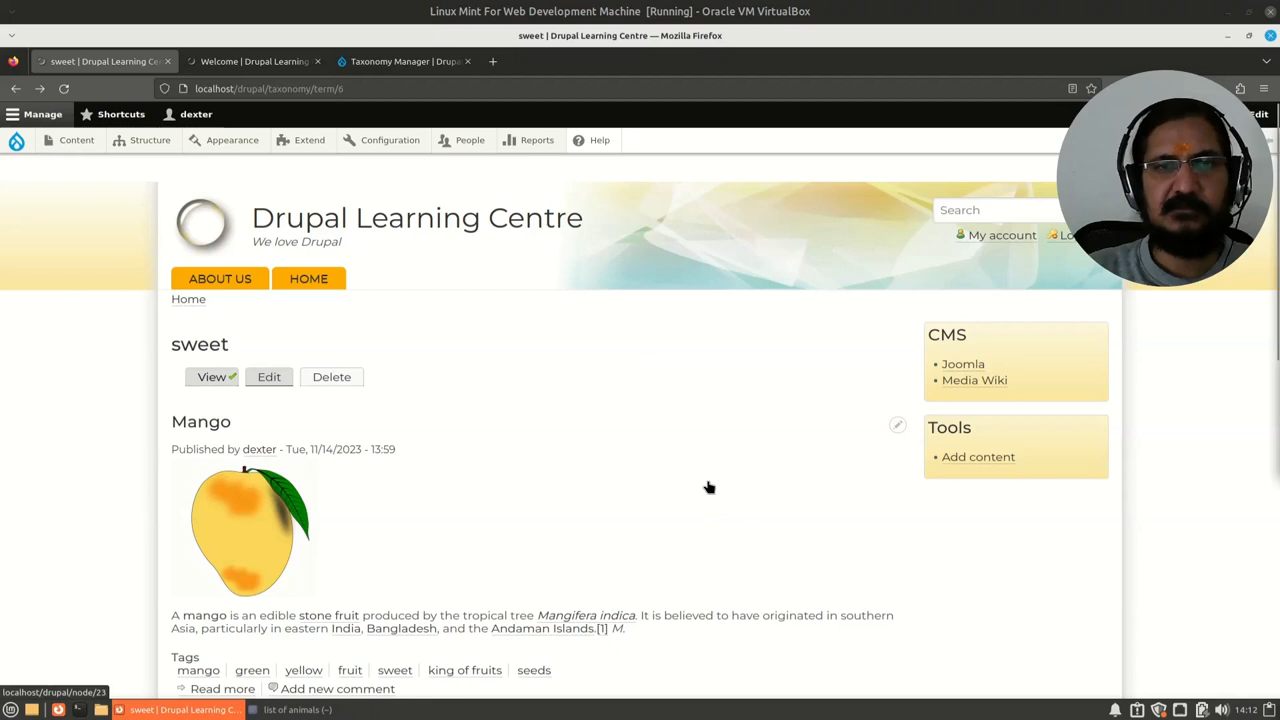 Linux Mint For Web Development Machine [Running] - Oracle VM VirtualBox
sweet | Drupal Learning Centre — Mozilla Firefox
sweet | Drupal Learning Cer
Welcome | Drupal Learning
Taxonomy Manager | Drupa
localhost/drupal/taxonomy/term/6
Manage
Shortcuts
dexter
Edit
Content
Structure
Appearance
Extend
Configuration
People
Reports
Help
Drupal Learning Centre
We love Drupal
Search
My account
Lo
ABOUT US
HOME
Home
sweet
View
Edit
Delete
CMS
Joomla
Media Wiki
Tools
Add content
Mango
Published by dexter - Tue, 11/14/2023 - 13:59
A mango is an edible stone fruit produced by the tropical tree Mangifera indica. It is believed to have originated in southern
Asia, particularly in eastern India, Bangladesh, and the Andaman Islands.[1] M.
Tags
mango green yellow fruit sweet king of fruits seeds
Read more
Add new comment
localhost/drupal/node/23
sweet | Drupal Learning C...
list of animals (~)
14:12